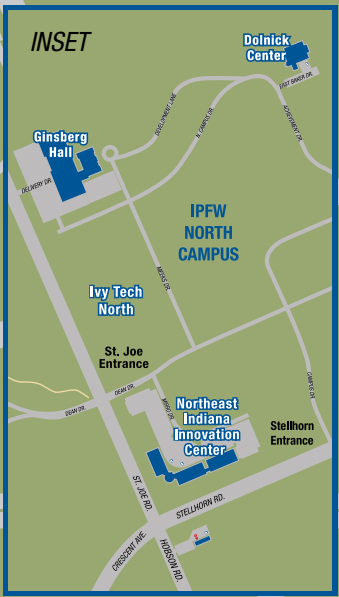 INSET
Dolnick
Center
EAST BAKER DR.
DEVELOPMENT LANE
N. CAMPUS DR.
ACHIEVEMENT DR.
Ginsberg
Hall
DELIVERY DR.
IPFW
NORTH
CAMPUS
MEEKS DR.
Ivy Tech
North
St. Joe
Entrance
DEAN DR.
DEAN DR.
CAMPUS DR.
Northeast
Indiana
Innovation
Center
Stellhorn
Entrance
ST. JOE RD.
STELLHORN RD.
CRESCENT AVE.
HOBSON RD.